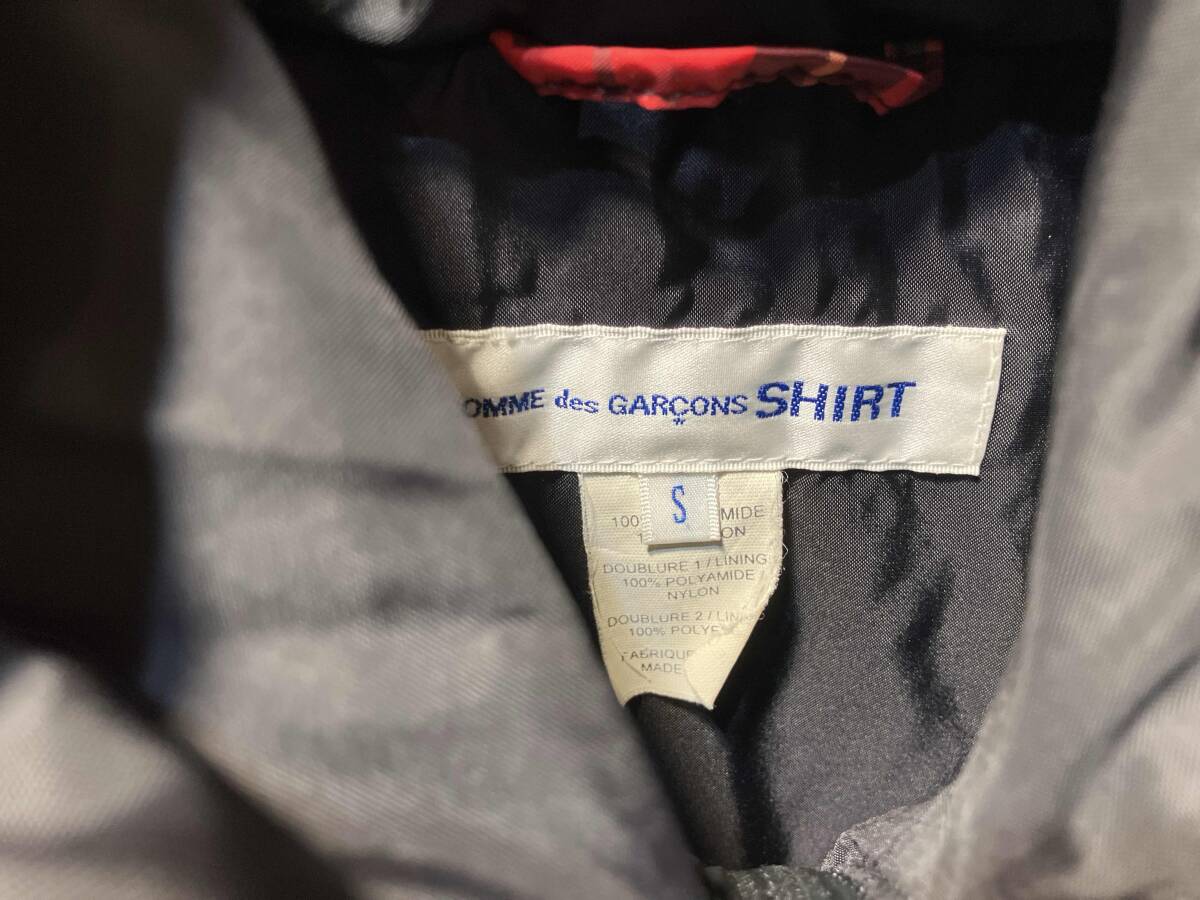 OMME des GARÇONS SHIRT
S
100 MIDE
ON
DOUBLURE 1 / LINING
100% POLYAMIDE /
NYLON
DOUBLURE 2 / LIN
100% POLYE
FABRIQU
MADE